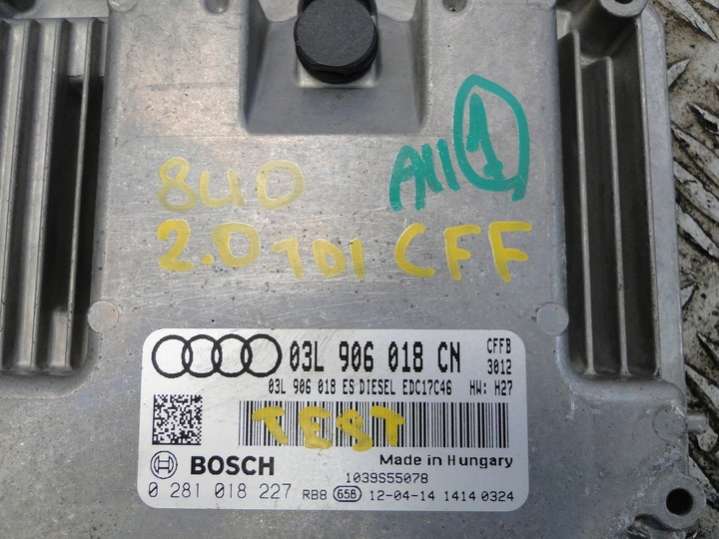 8U0
A11 1
2.0 TDI CFF
03L 906 018 CN CFFB
3012
03L 906 018 ES DIESEL EDC17C46 HW: H27
TEST
BOSCH Made in Hungary
1039S55078
0 281 018 227 RB8 658 12-04-14 1414 0324